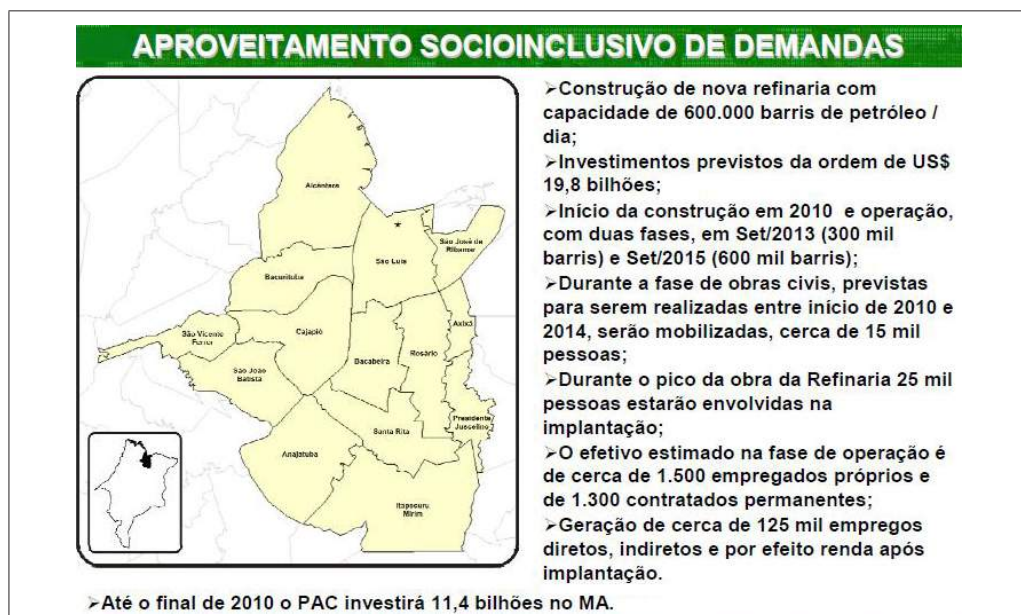 APROVEITAMENTO SOCIOINCLUSIVO DE DEMANDAS
Alcântara
São José de
Ribamar
São Luís
Bacurituba
São Vicente
Ferrer
Cajapió
Axixá
Bacabeira
Rosário
São João
Batista
Presidente
Juscelino
Santa Rita
Anajatuba
Itapecuru
Mirim
➢Construção de nova refinaria com
capacidade de 600.000 barris de petróleo /
dia;
➢Investimentos previstos da ordem de US$
19,8 bilhões;
➢Início da construção em 2010 e operação,
com duas fases, em Set/2013 (300 mil
barris) e Set/2015 (600 mil barris);
➢Durante a fase de obras civis, previstas
para serem realizadas entre início de 2010 e
2014, serão mobilizadas, cerca de 15 mil
pessoas;
➢Durante o pico da obra da Refinaria 25 mil
pessoas estarão envolvidas na
implantação;
➢O efetivo estimado na fase de operação é
de cerca de 1.500 empregados próprios e
de 1.300 contratados permanentes;
➢Geração de cerca de 125 mil empregos
diretos, indiretos e por efeito renda após
implantação.
➢Até o final de 2010 o PAC investirá 11,4 bilhões no MA.